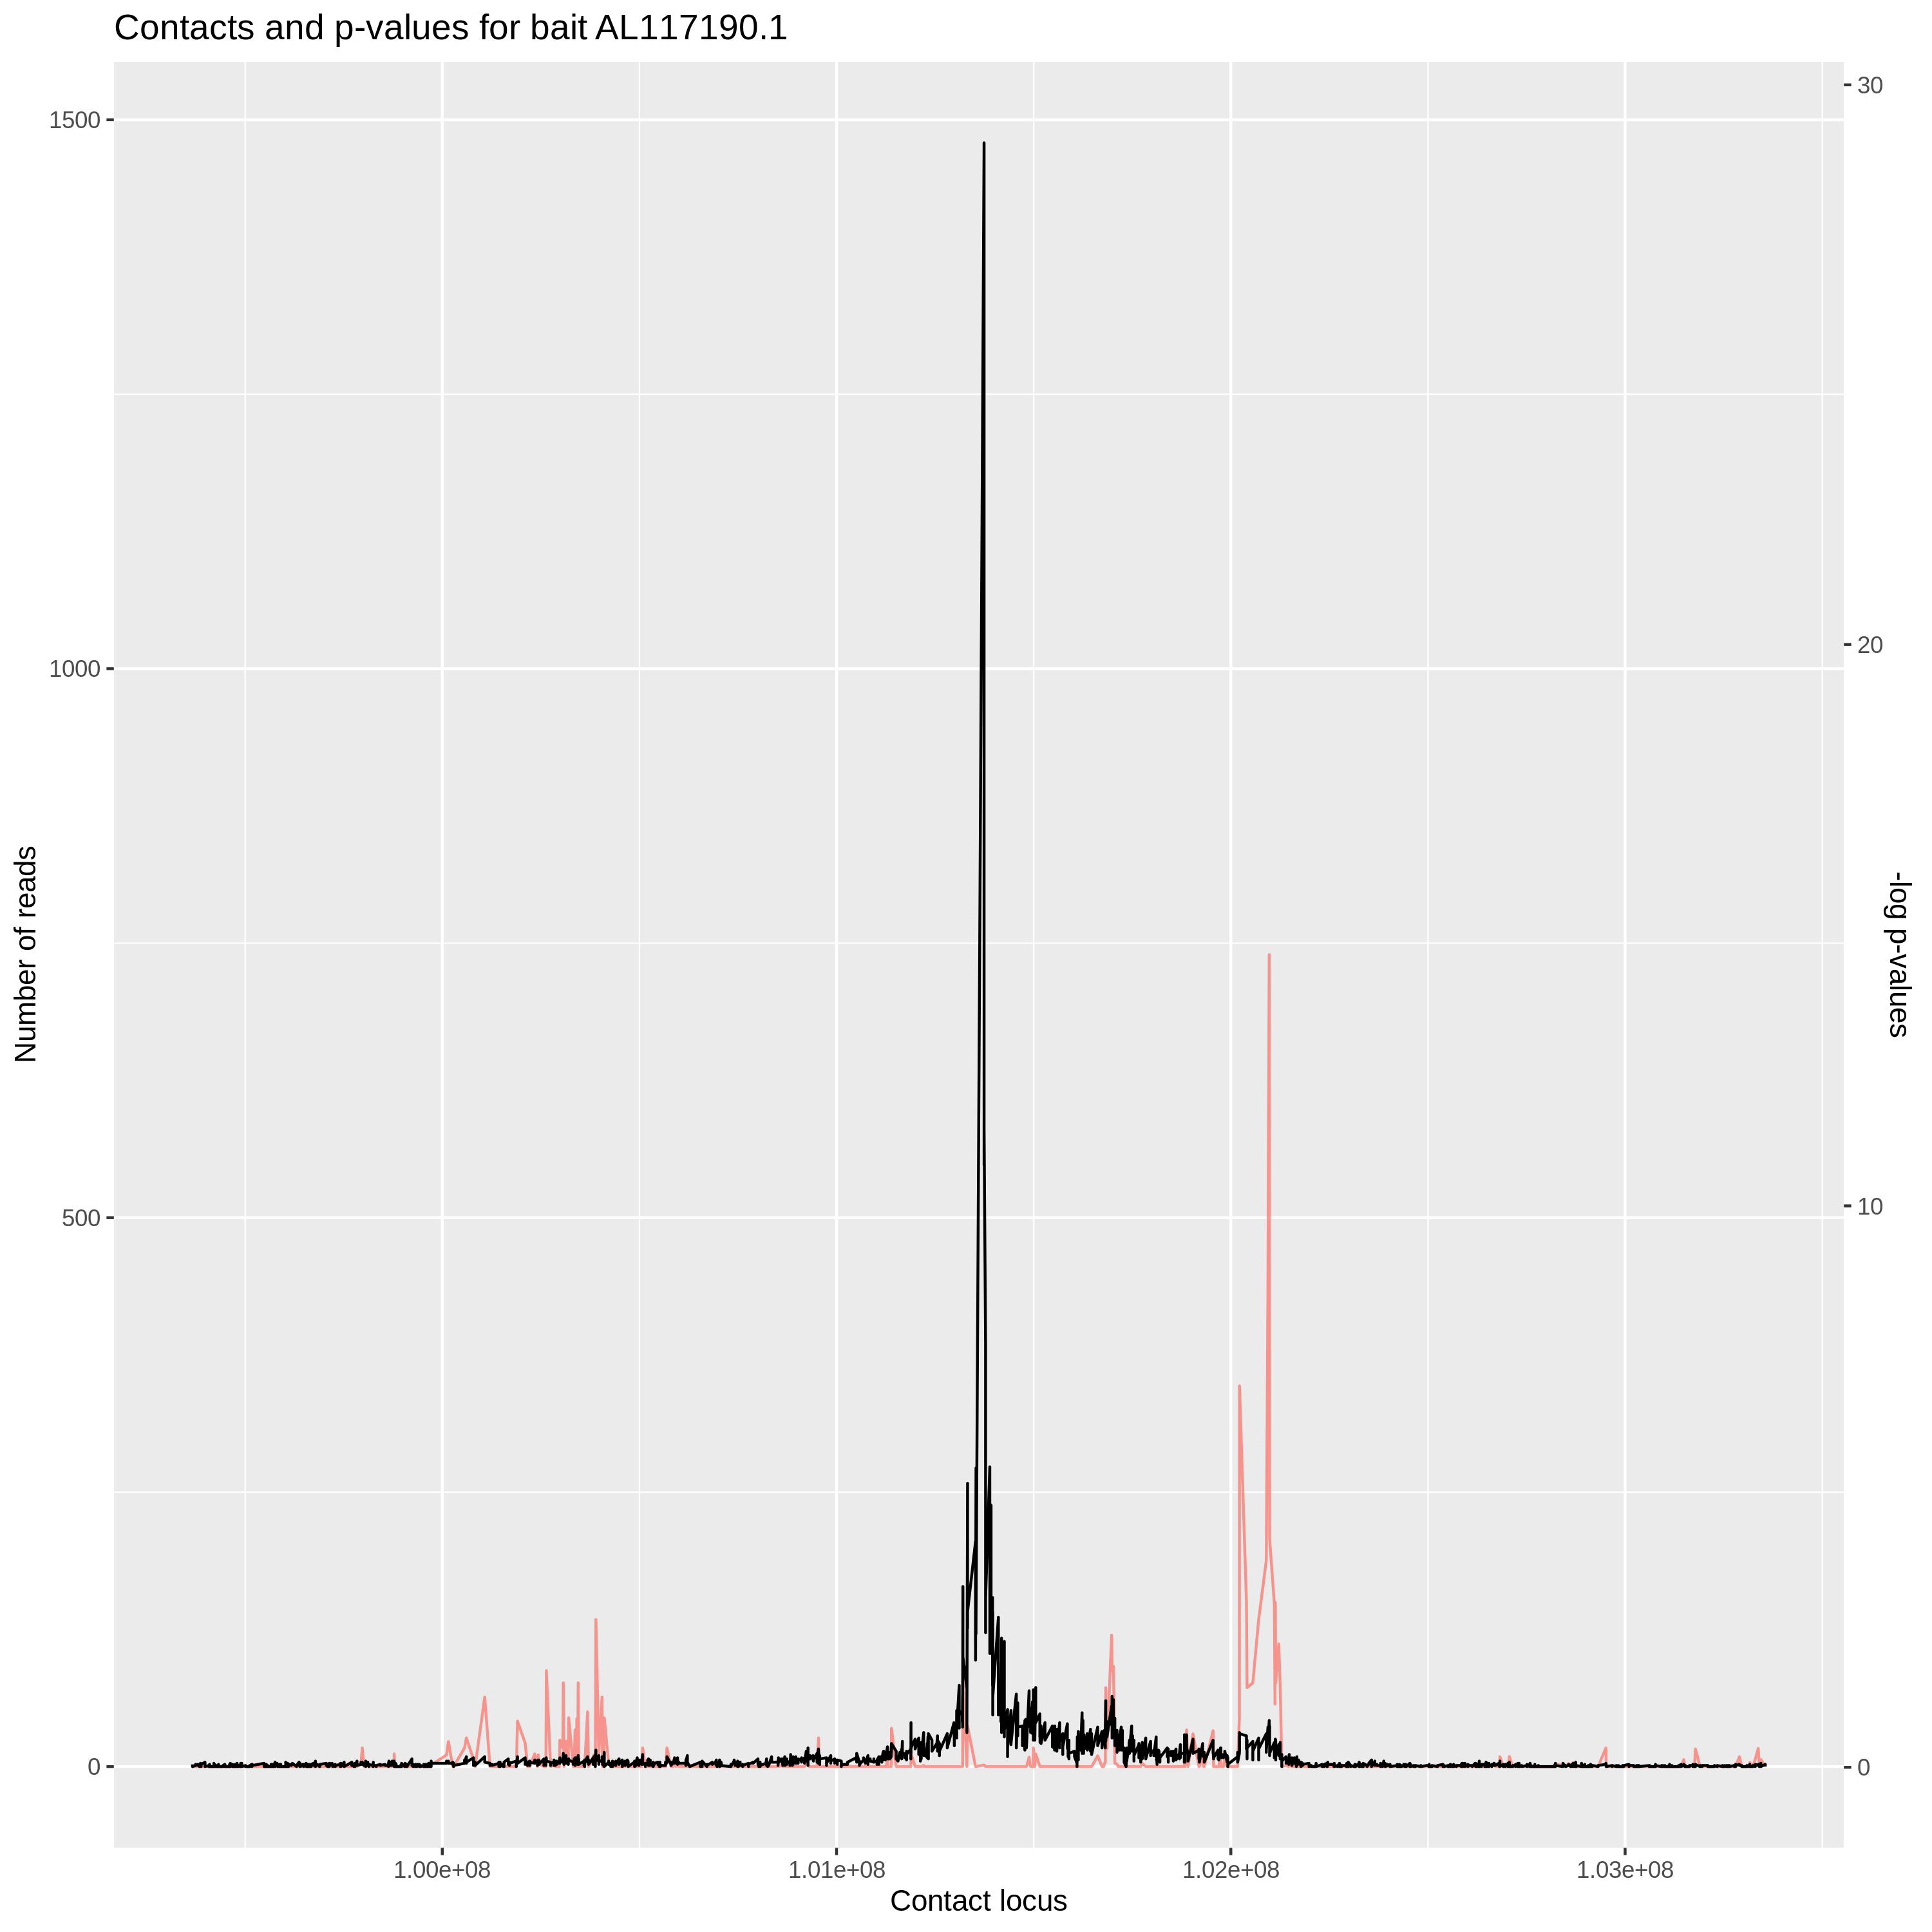 Contacts and p-values for bait AL117190.1
1500
1000
500
0
Number of reads
30
20
10
0
-log p-values
1.00e+08
1.01e+08
1.02e+08
1.03e+08
Contact locus